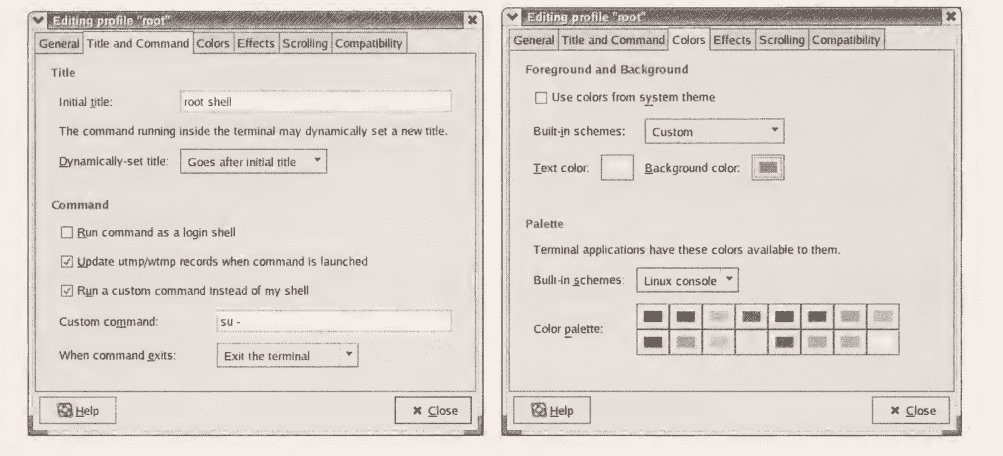 Editing profile "root"
General Title and Command Colors Effects Scrolling Compatibility
Title
Initial title: root shell
The command running inside the terminal may dynamically set a new title.
Dynamically-set title: Goes after initial title
Command
Run command as a login shell
Update utmp/wtmp records when command is launched
Run a custom command instead of my shell
Custom command: su -
When command exits: Exit the terminal
Help Close
Editing profile "root"
General Title and Command Colors Effects Scrolling Compatibility
Foreground and Background
Use colors from system theme
Built-in schemes: Custom
Text color: Background color:
Palette
Terminal applications have these colors available to them.
Built-in schemes: Linux console
Color palette:
Help Close